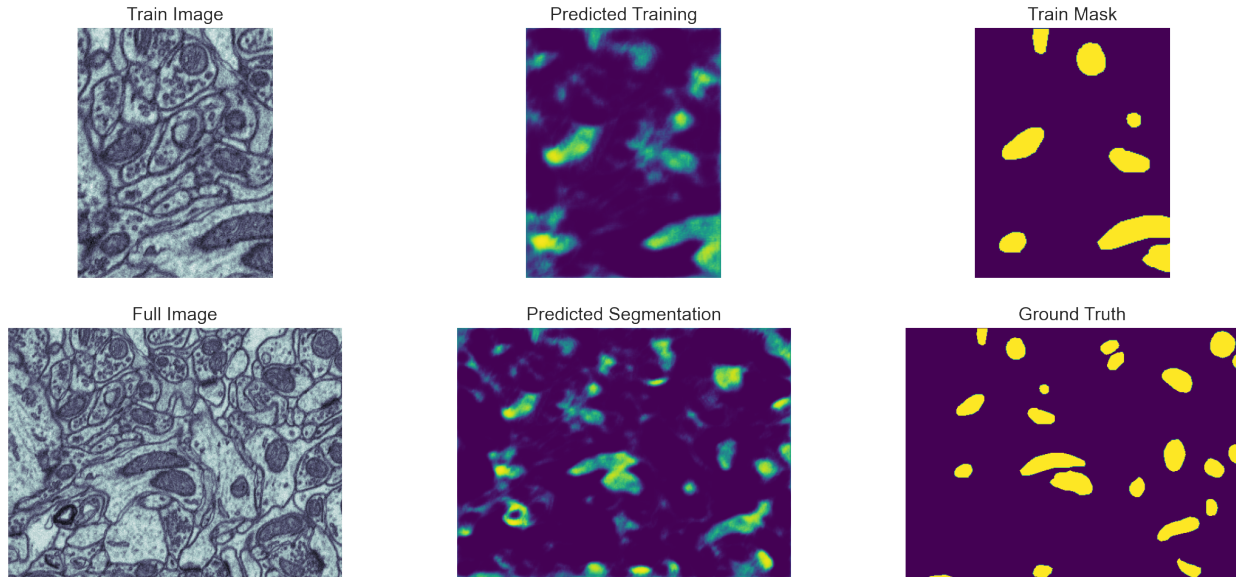 Train Image
Predicted Training
Train Mask
Full Image
Predicted Segmentation
Ground Truth